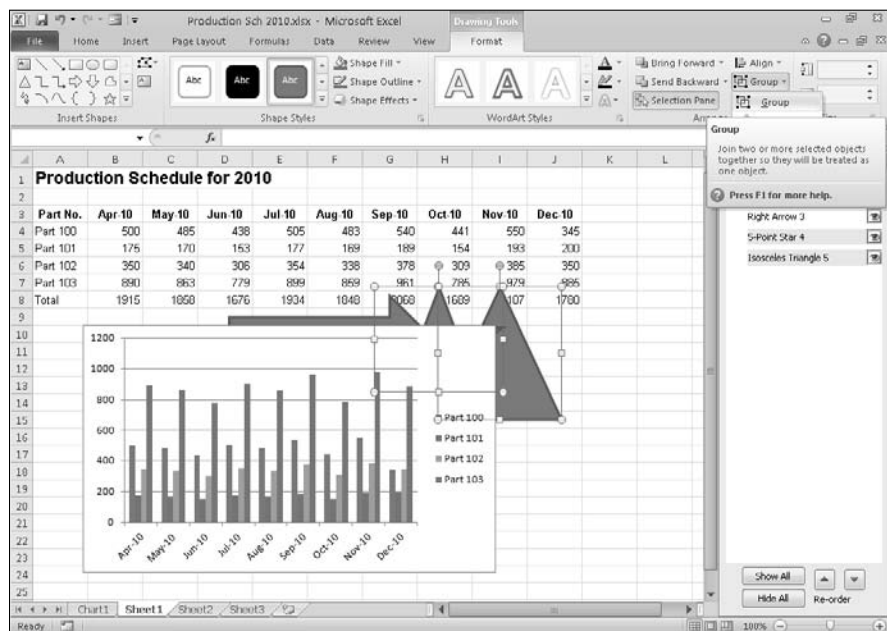 Production Sch 2010.xlsx - Microsoft Excel
Drawing Tools
File Home Insert Page Layout Formulas Data Review View Format
Shape Fill
Shape Outline
Shape Effects
Abc Abc Abc
A A A
Bring Forward
Send Backward
Selection Pane
Align
Group
Group
Insert Shapes Shape Styles WordArt Styles
Group
Join two or more selected objects together so they will be treated as one object.
Press F1 for more help.
Right Arrow 3
5-Point Star 4
Isosceles Triangle 5
fx
A B C D E F G H I J K L
1 Production Schedule for 2010
2
3 Part No. Apr-10 May-10 Jun-10 Jul-10 Aug-10 Sep-10 Oct-10 Nov-10 Dec-10
4 Part 100 500 485 438 505 483 540 441 550 345
5 Part 101 175 170 153 177 169 189 154 193 200
6 Part 102 350 340 306 354 338 378 309 385 350
7 Part 103 890 863 779 899 859 961 785 979 885
8 Total 1915 1858 1676 1934 1848 2068 1689 107 1780
9
10
11
12
13
14
15
16
17
18
19
20
21
22
23
24
25
1200
1000
800
600
400
200
0
Apr-10 May-10 Jun-10 Jul-10 Aug-10 Sep-10 Oct-10 Nov-10 Dec-10
Part 100
Part 101
Part 102
Part 103
Show All
Hide All
Re-order
Chart1 Sheet1 Sheet2 Sheet3
Ready
100%